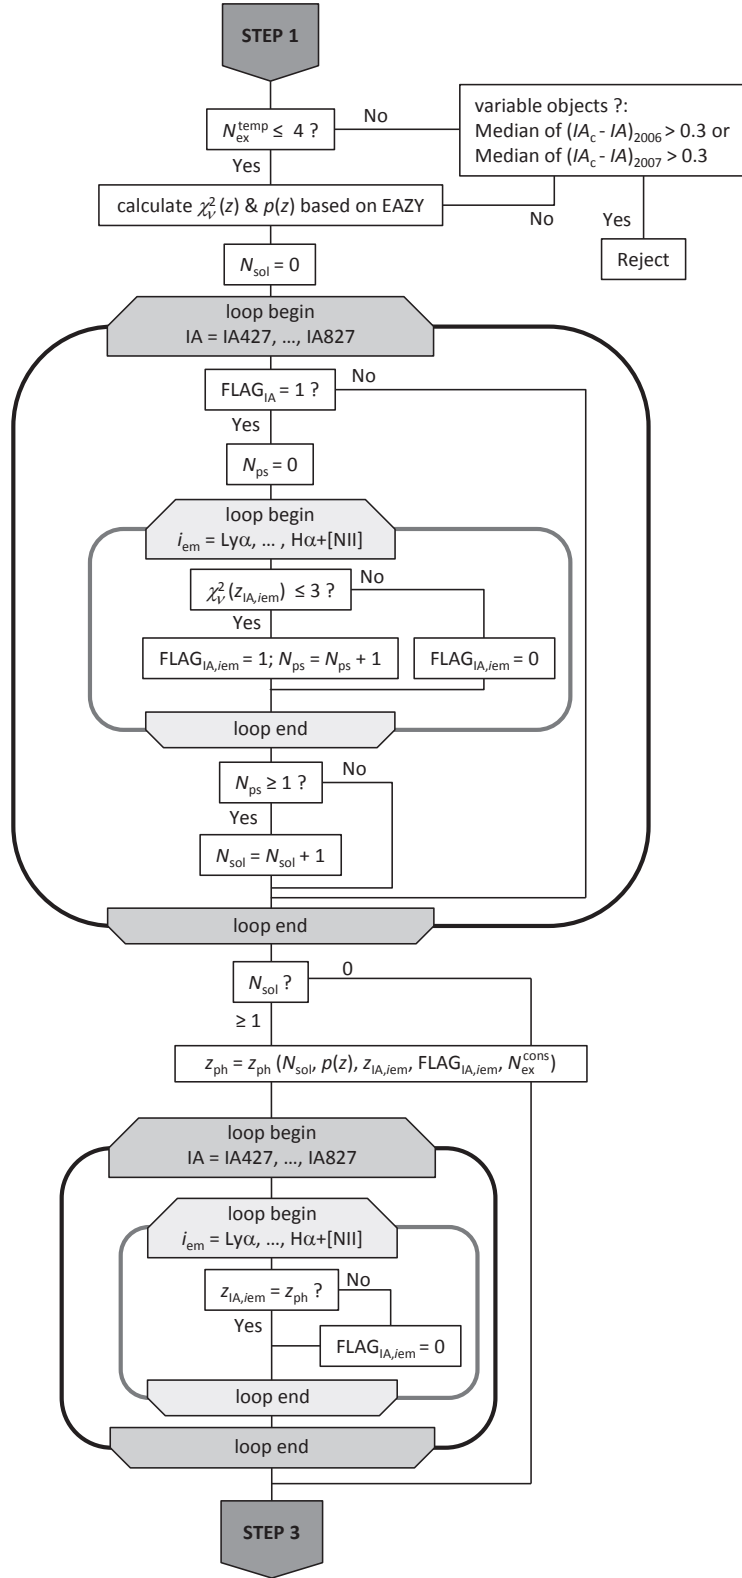 STEP 1
N_ex^temp ≤ 4 ?
No
variable objects ?:
Median of (IA_c - IA)_2006 > 0.3 or
Median of (IA_c - IA)_2007 > 0.3
Yes
calculate χ_ν^2(z) & p(z) based on EAZY
No
Yes
Reject
N_sol = 0
loop begin
IA = IA427, ..., IA827
FLAG_IA = 1 ?
No
Yes
N_ps = 0
loop begin
i_em = Lyα, ... , Hα+[NII]
χ_ν^2(z_IA,iem) ≤ 3 ?
No
Yes
FLAG_IA,iem = 1; N_ps = N_ps + 1
FLAG_IA,iem = 0
loop end
N_ps ≥ 1 ?
No
Yes
N_sol = N_sol + 1
loop end
N_sol ?
0
≥ 1
z_ph = z_ph (N_sol, p(z), z_IA,iem, FLAG_IA,iem, N_ex^cons)
loop begin
IA = IA427, ..., IA827
loop begin
i_em = Lyα, ..., Hα+[NII]
z_IA,iem = z_ph ?
No
Yes
FLAG_IA,iem = 0
loop end
loop end
STEP 3